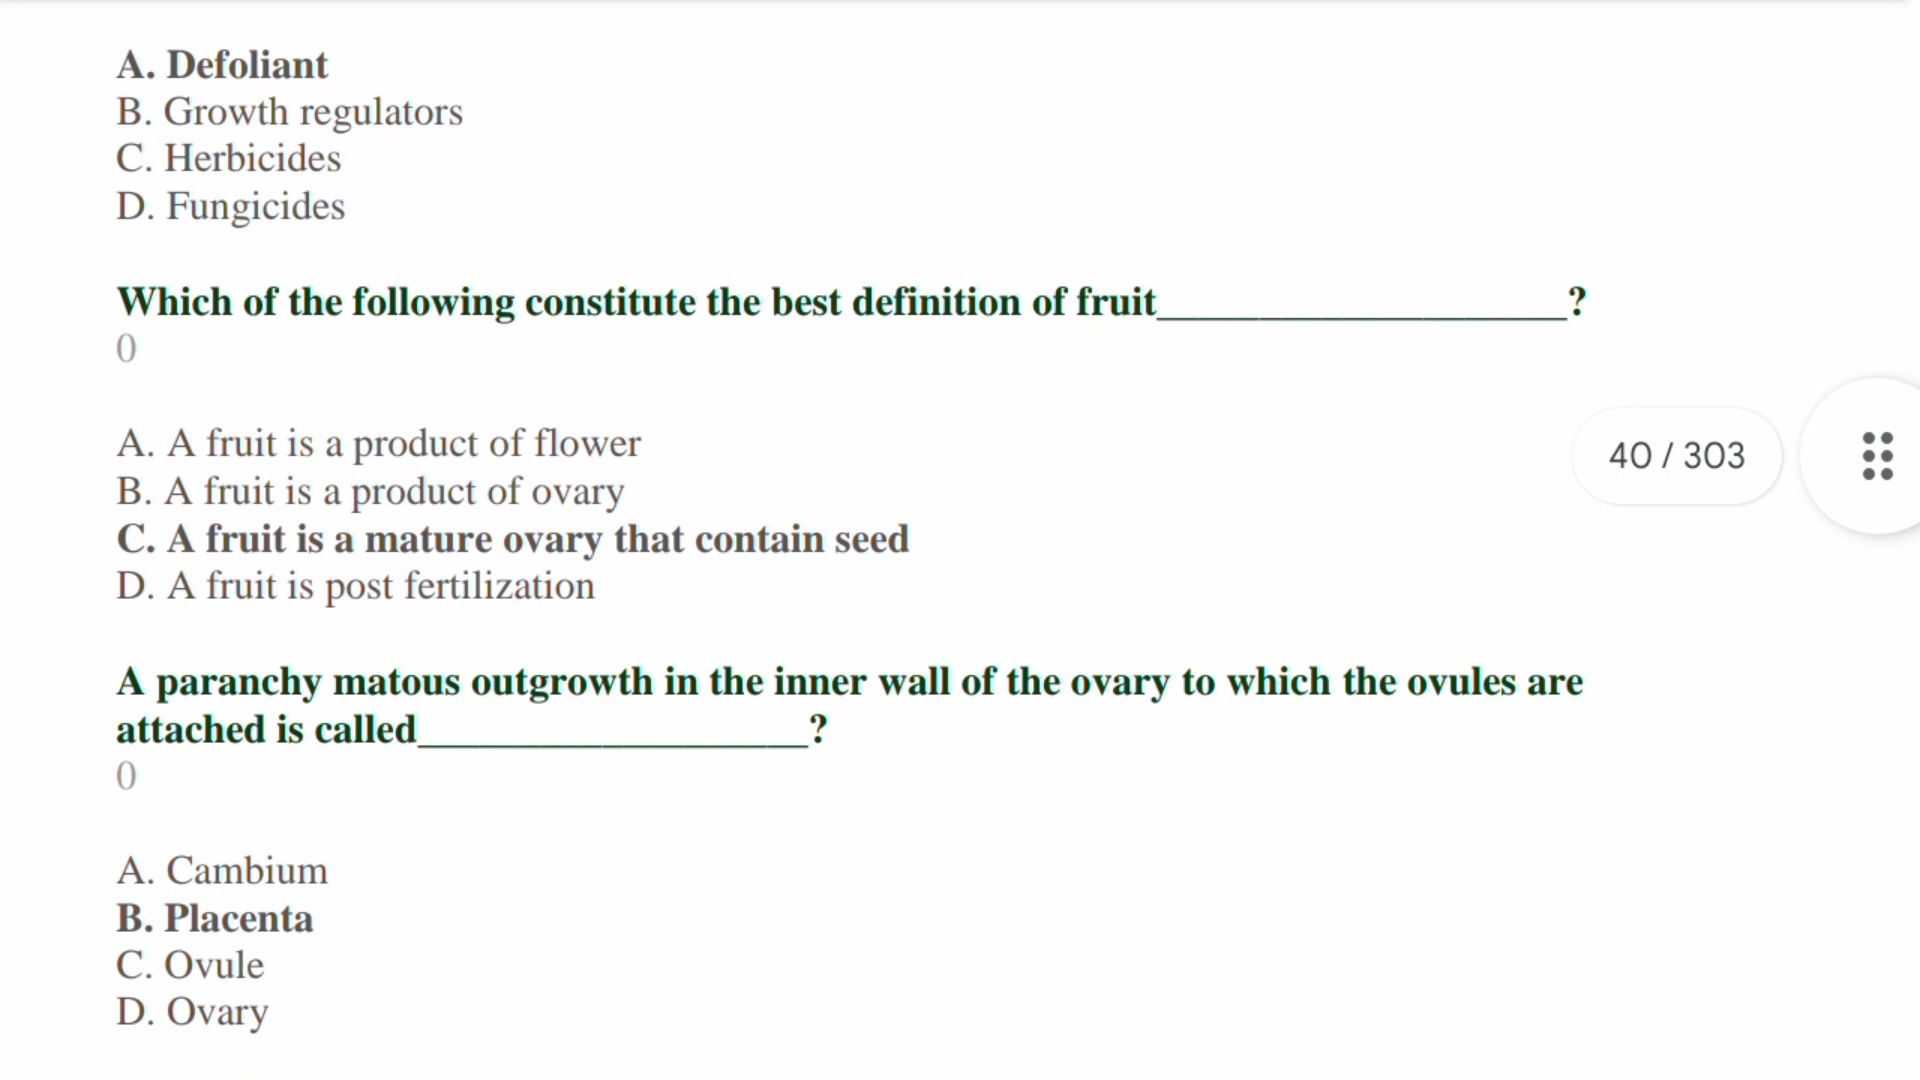 A. Defoliant
B. Growth regulators
C. Herbicides
D. Fungicides
Which of the following constitute the best definition of fruit____________________?
0
A. A fruit is a product of flower
B. A fruit is a product of ovary
C. A fruit is a mature ovary that contain seed
D. A fruit is post fertilization
40 / 303
A paranchy matous outgrowth in the inner wall of the ovary to which the ovules are
attached is called___________________?
0
A. Cambium
B. Placenta
C. Ovule
D. Ovary